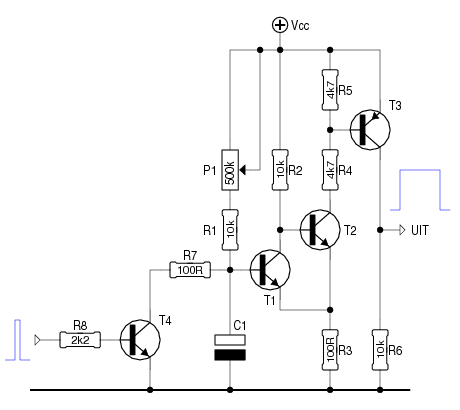 Vcc
4k7 R5
T3
P1 500k
10k R2
4k7 R4
R1 10k
T2
UIT
R7
100R
T1
R8
2k2
T4
C1
100R R3
10k R6